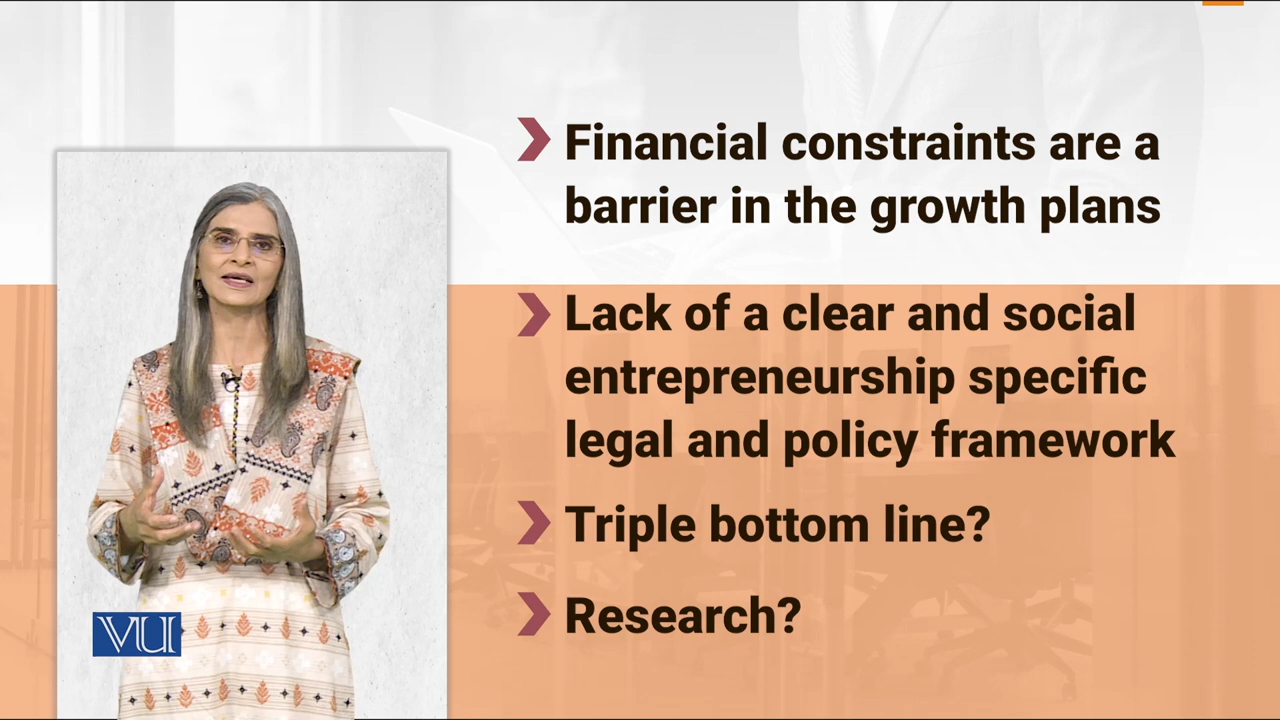 Financial constraints are a
barrier in the growth plans
Lack of a clear and social
entrepreneurship specific
legal and policy framework
Triple bottom line?
Research?
VU